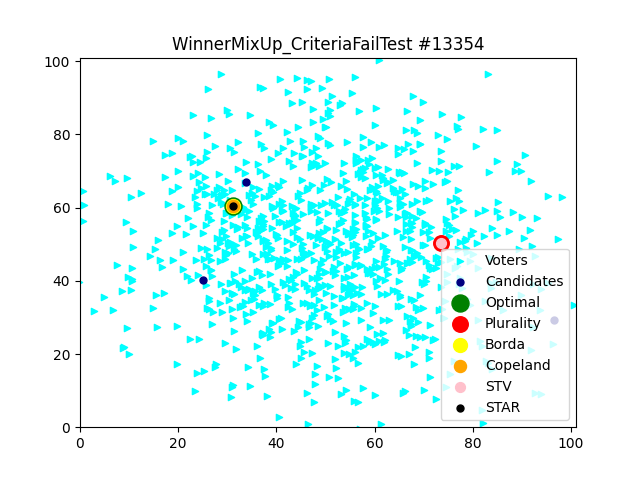 WinnerMixUp_CriteriaFailTest #13354
100
80
60
40
20
0
0
20
40
60
80
100
Voters
Candidates
Optimal
Plurality
Borda
Copeland
STV
STAR